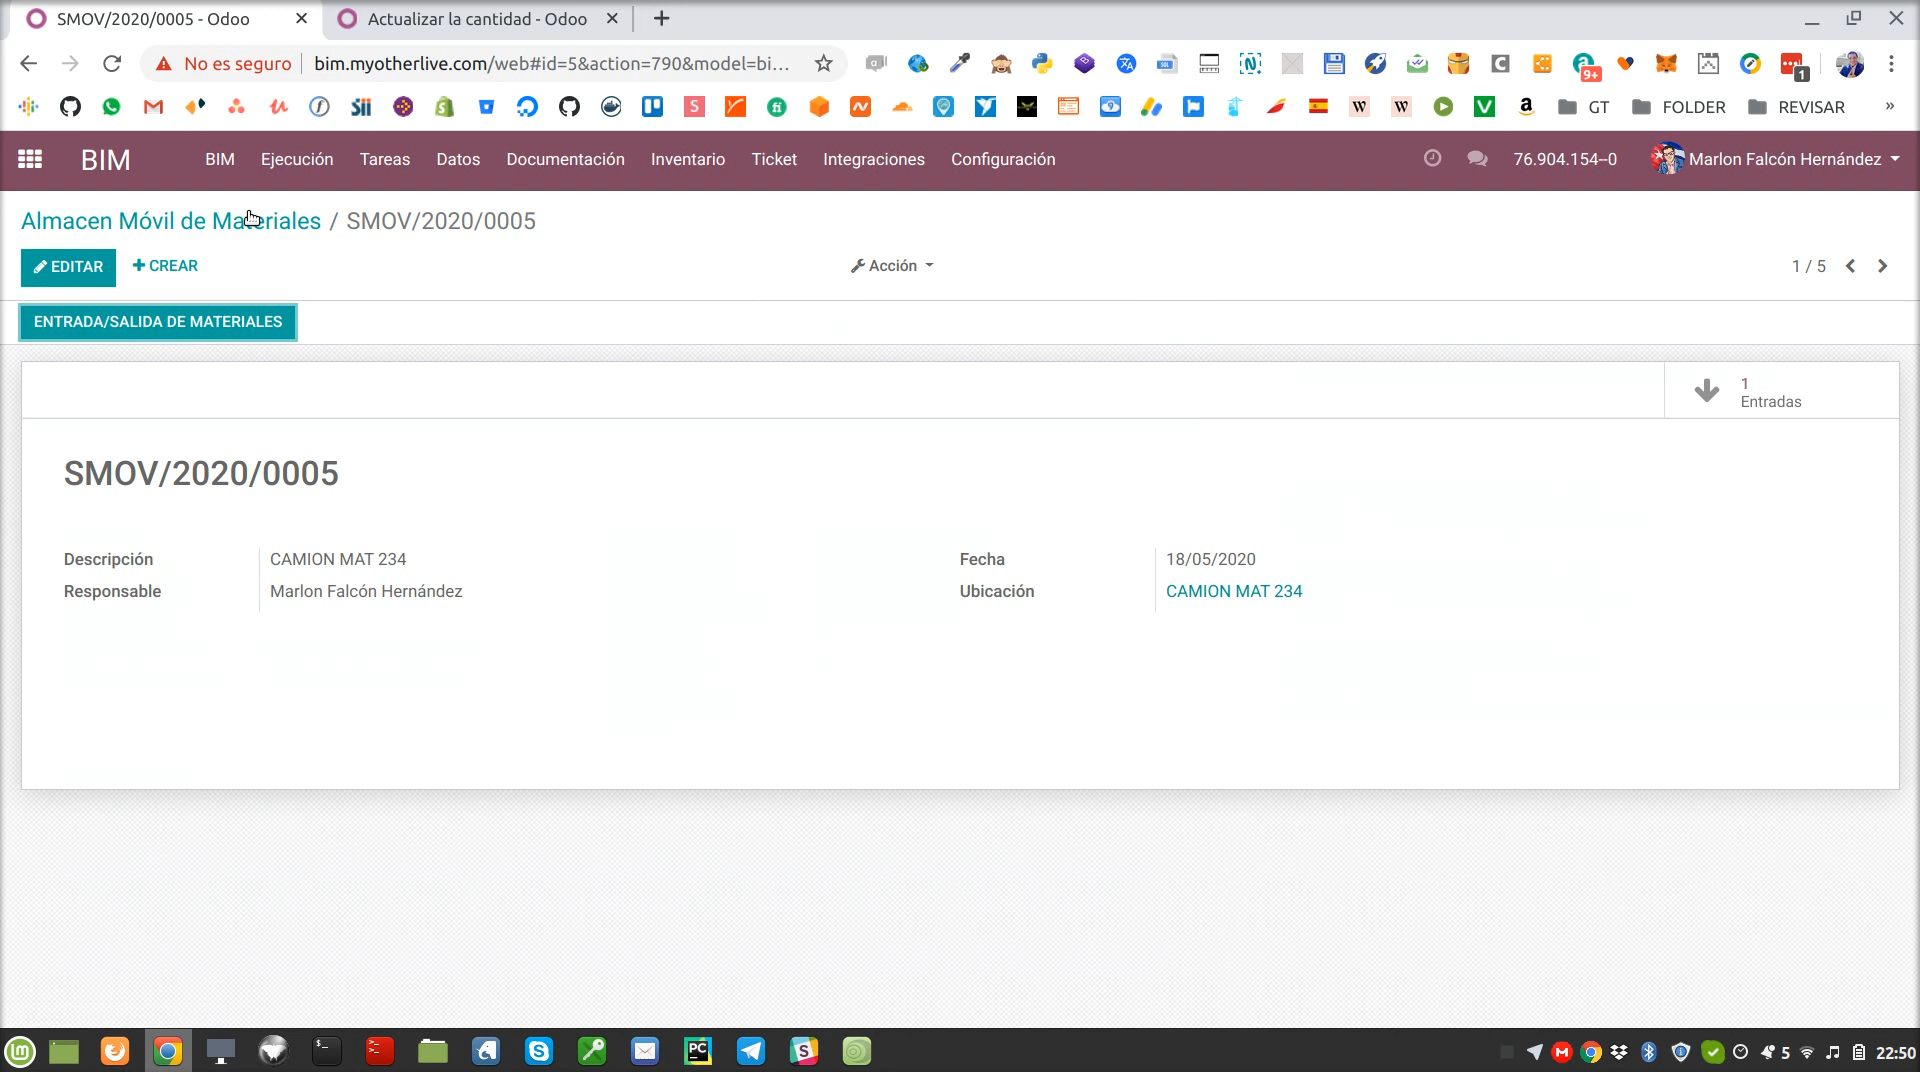 SMOV/2020/0005 - Odoo
Actualizar la cantidad - Odoo
No es seguro
bim.myotherlive.com/web#id=5&action=790&model=bi...
9+
1
GT
FOLDER
REVISAR
»
BIM
BIM
Ejecución
Tareas
Datos
Documentación
Inventario
Ticket
Integraciones
Configuración
76.904.154--0
Marlon Falcón Hernández
Almacen Móvil de Materiales / SMOV/2020/0005
EDITAR
CREAR
Acción
1 / 5
ENTRADA/SALIDA DE MATERIALES
1
Entradas
SMOV/2020/0005
Descripción
CAMION MAT 234
Fecha
18/05/2020
Responsable
Marlon Falcón Hernández
Ubicación
CAMION MAT 234
5
22:50